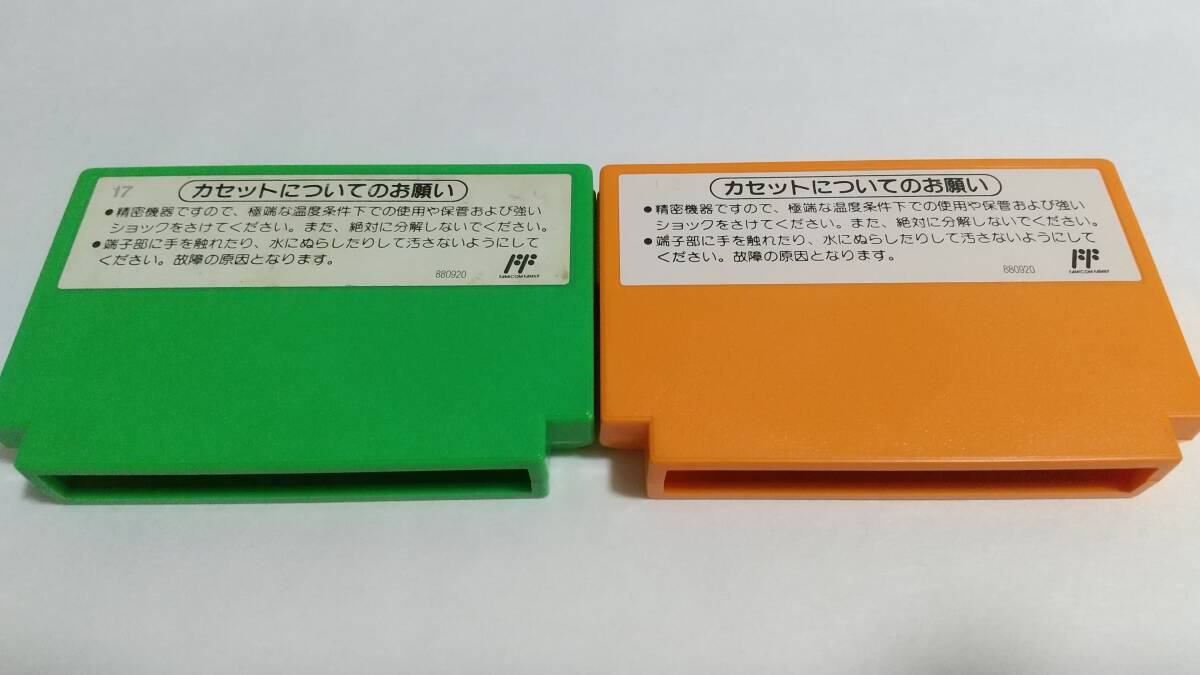 17
カセットについてのお願い
●精密機器ですので、極端な温度条件下での使用や保管および強い
ショックをさけてください。また、絶対に分解しないでください。
●端子部に手を触れたり、水にぬらしたりして汚さないようにして
ください。故障の原因となります。
880920
FF
FAMICOM FAMILY
カセットについてのお願い
●精密機器ですので、極端な温度条件下での使用や保管および強い
ショックをさけてください。また、絶対に分解しないでください。
●端子部に手を触れたり、水にぬらしたりして汚さないようにして
ください。故障の原因となります。
880920
FF
FAMICOM FAMILY